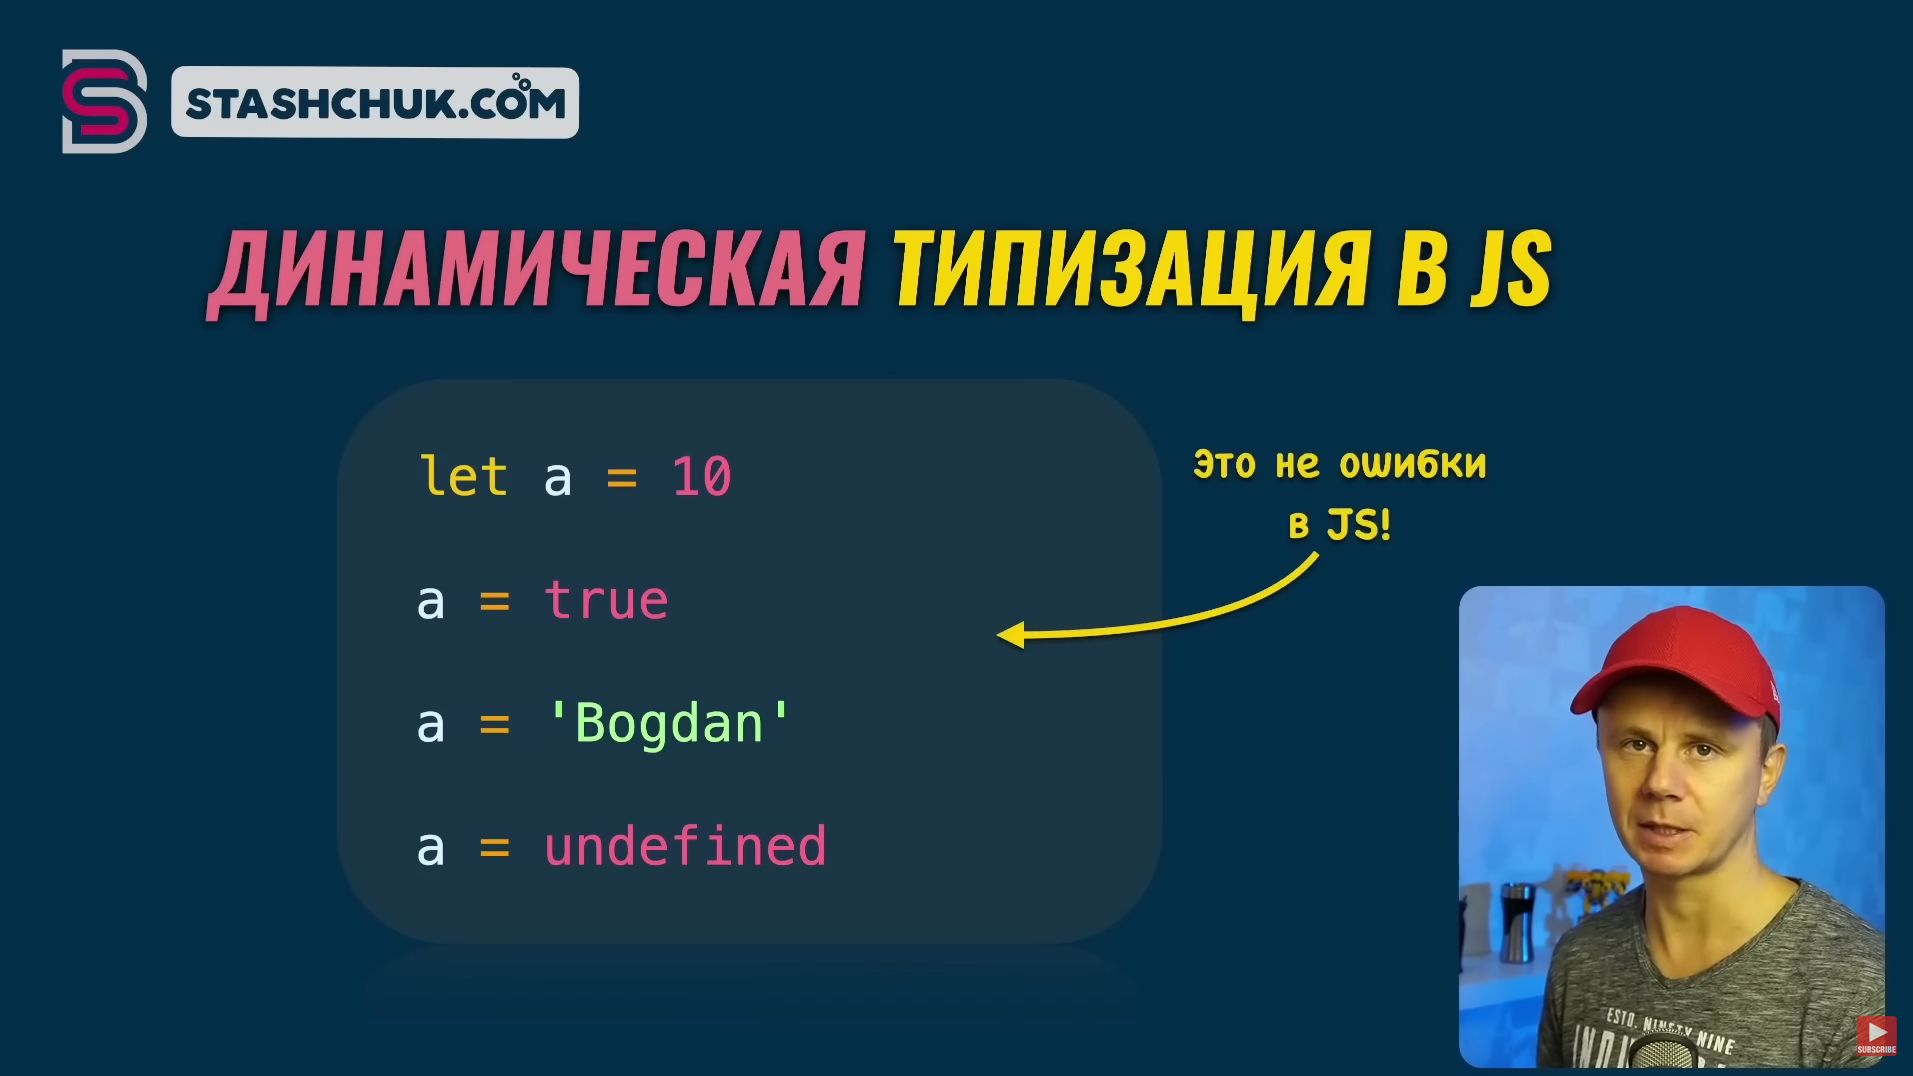 STASHCHUK.COM
ДИНАМИЧЕСКАЯ ТИПИЗАЦИЯ В JS
let a = 10
a = true
a = 'Bogdan'
a = undefined
Это не ошибки
в JS!
ESTD. NINETY NINE
SUBSCRIBE